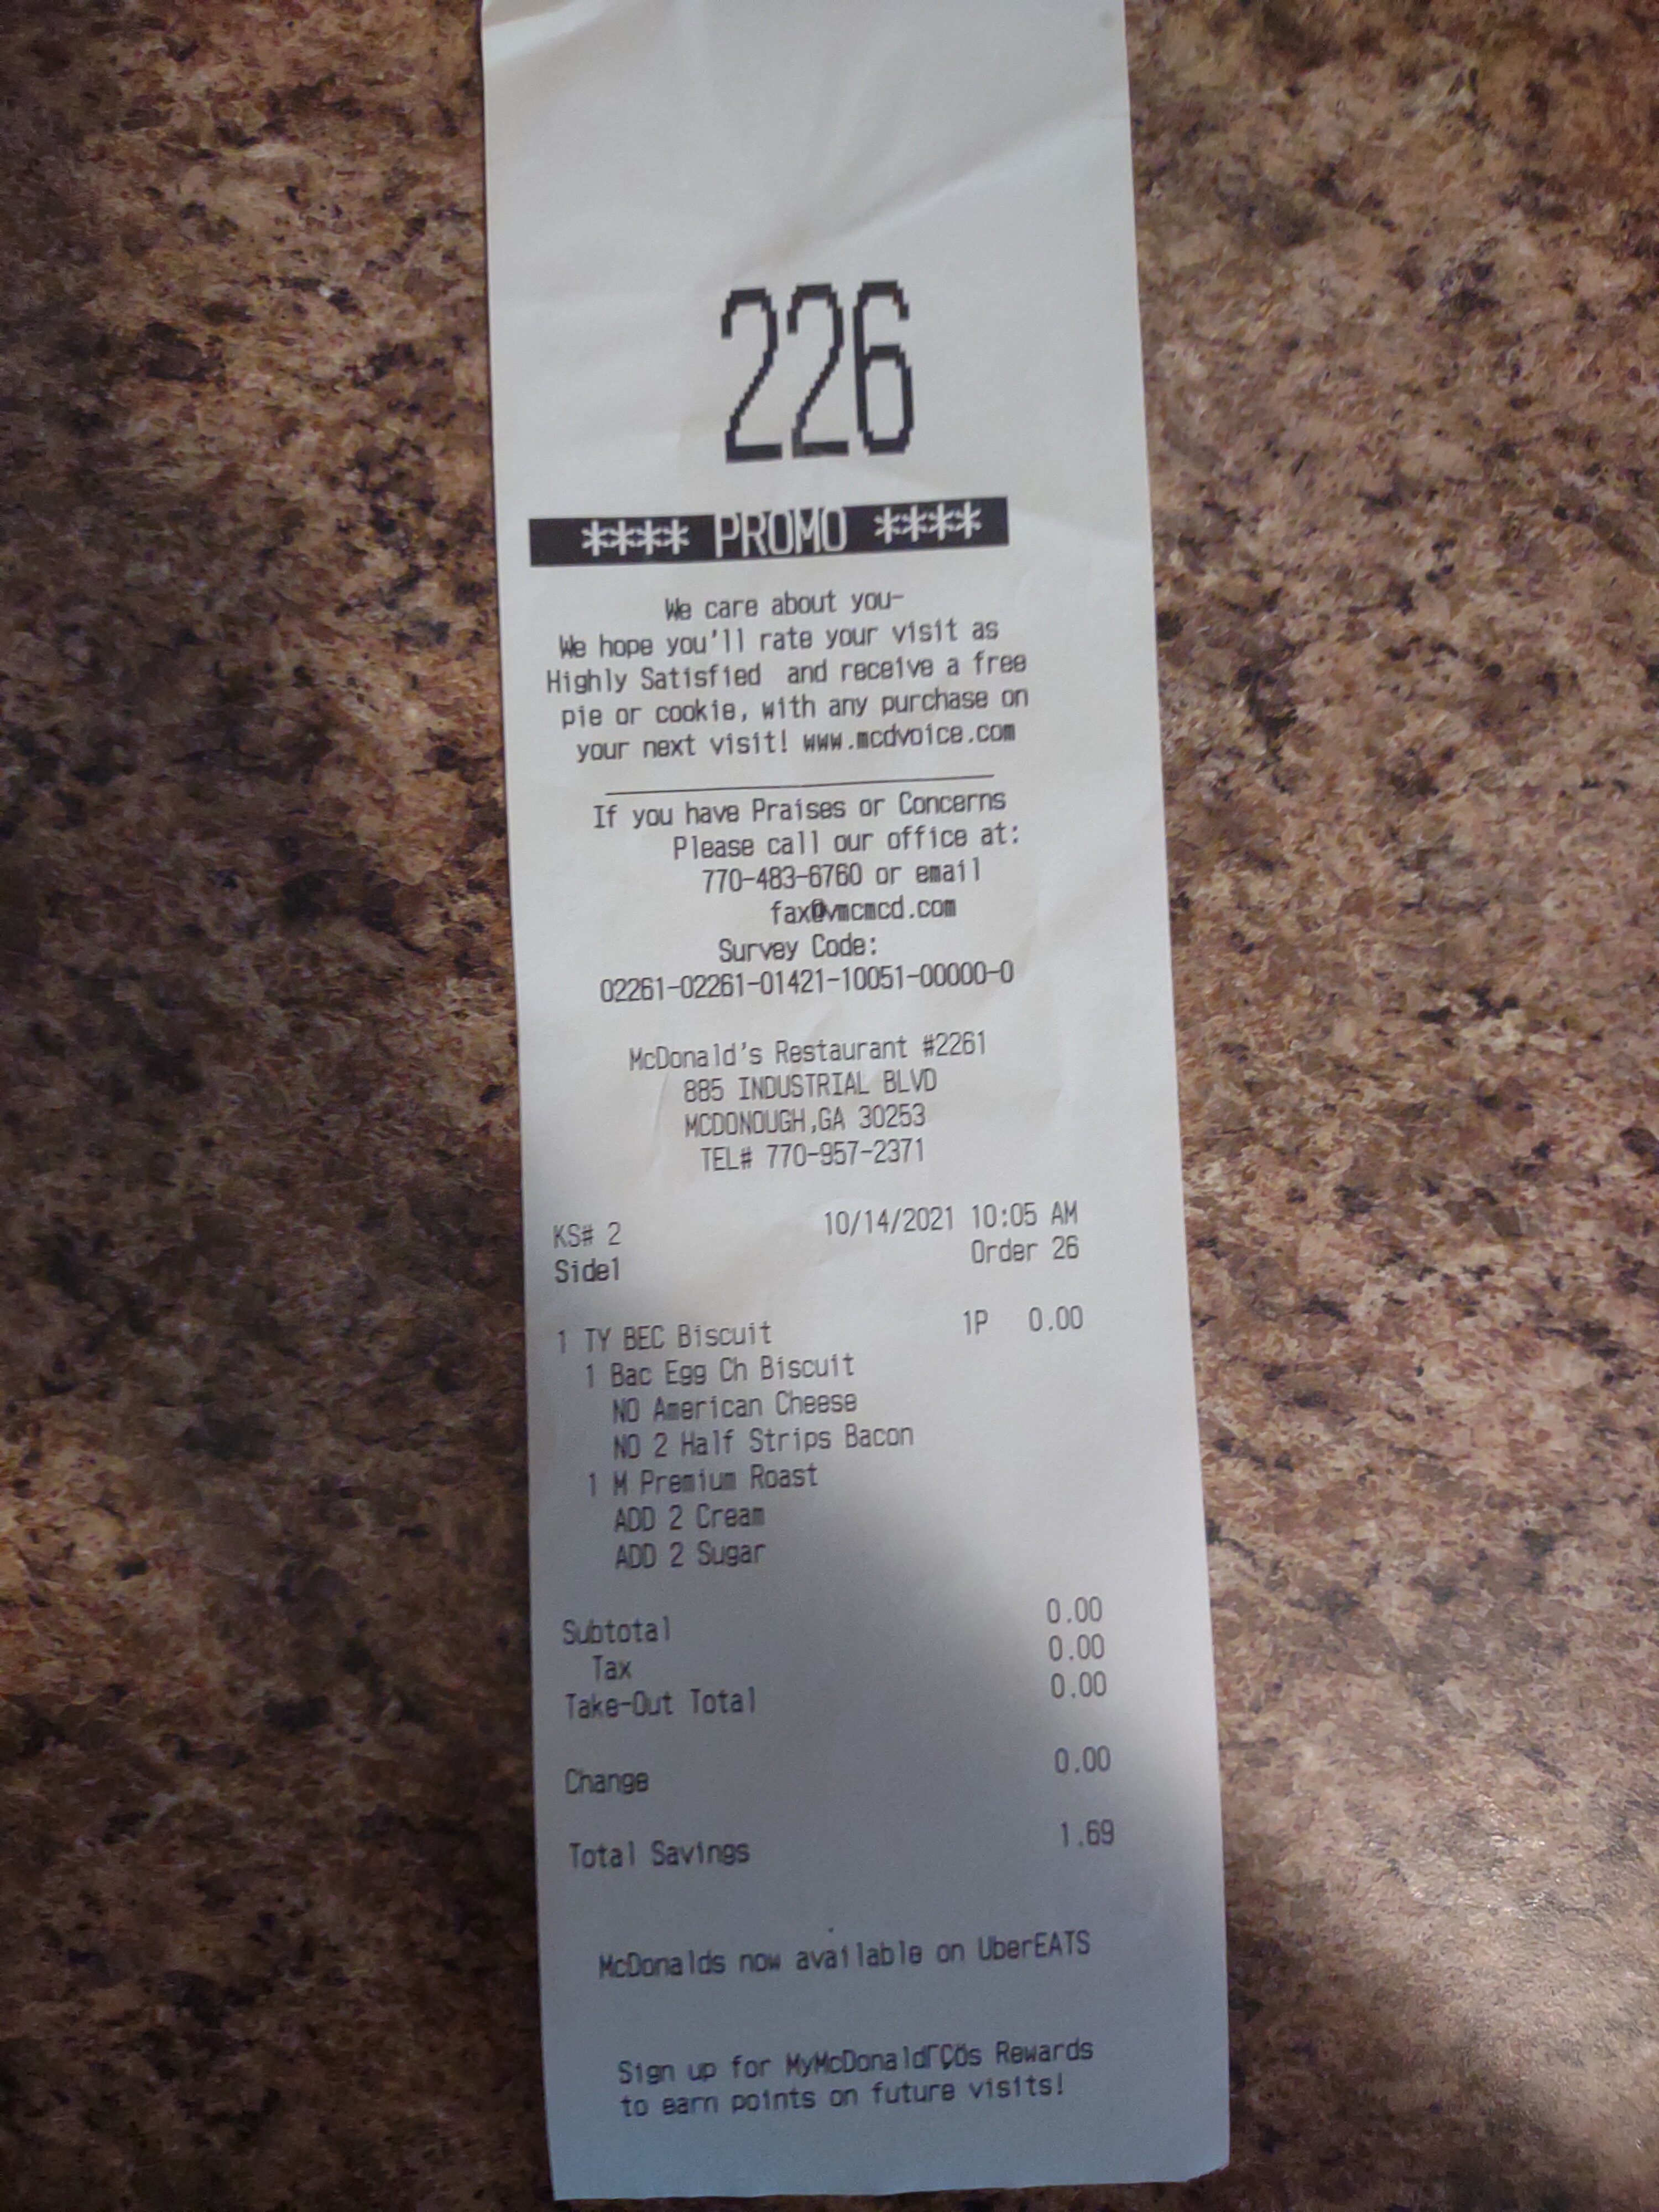 226
**** PROMO ****
We care about you-
We hope you'll rate your visit as
Highly Satisfied and receive a free
pie or cookie, with any purchase on
your next visit! www.mcdvoice.com
If you have Praises or Concerns
Please call our office at:
770-483-6760 or email
fax@vmcmcd.com
Survey Code:
02261-02261-01421-10051-00000-0
McDonald's Restaurant #2261
885 INDUSTRIAL BLVD
MCDONOUGH,GA 30253
TEL# 770-957-2371
KS# 2 10/14/2021 10:05 AM
Side1 Order 26
1 TY BEC Biscuit 1P 0.00
1 Bac Egg Ch Biscuit
NO American Cheese
NO 2 Half Strips Bacon
1 M Premium Roast
ADD 2 Cream
ADD 2 Sugar
Subtotal 0.00
Tax 0.00
Take-Out Total 0.00
Change 0.00
Total Savings 1.69
McDonalds now available on UberEATS
Sign up for MyMcDonaldΓÇÖs Rewards
to earn points on future visits!